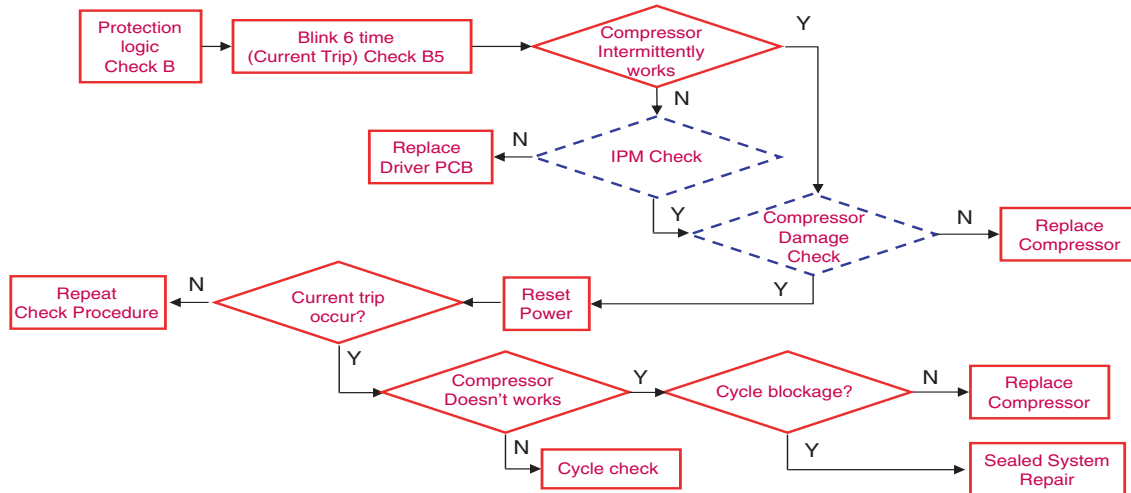 Protection
logic
Check B
Blink 6 time
(Current Trip) Check B5
Compressor
Intermittently
works
Y
N
Replace
Driver PCB
N
IPM Check
Y
Compressor
Damage
Check
N
Replace
Compressor
Y
Repeat
Check Procedure
N
Current trip
occur?
Reset
Power
Y
Compressor
Doesn't works
Y
Cycle blockage?
N
Replace
Compressor
N
Cycle check
Y
Sealed System
Repair